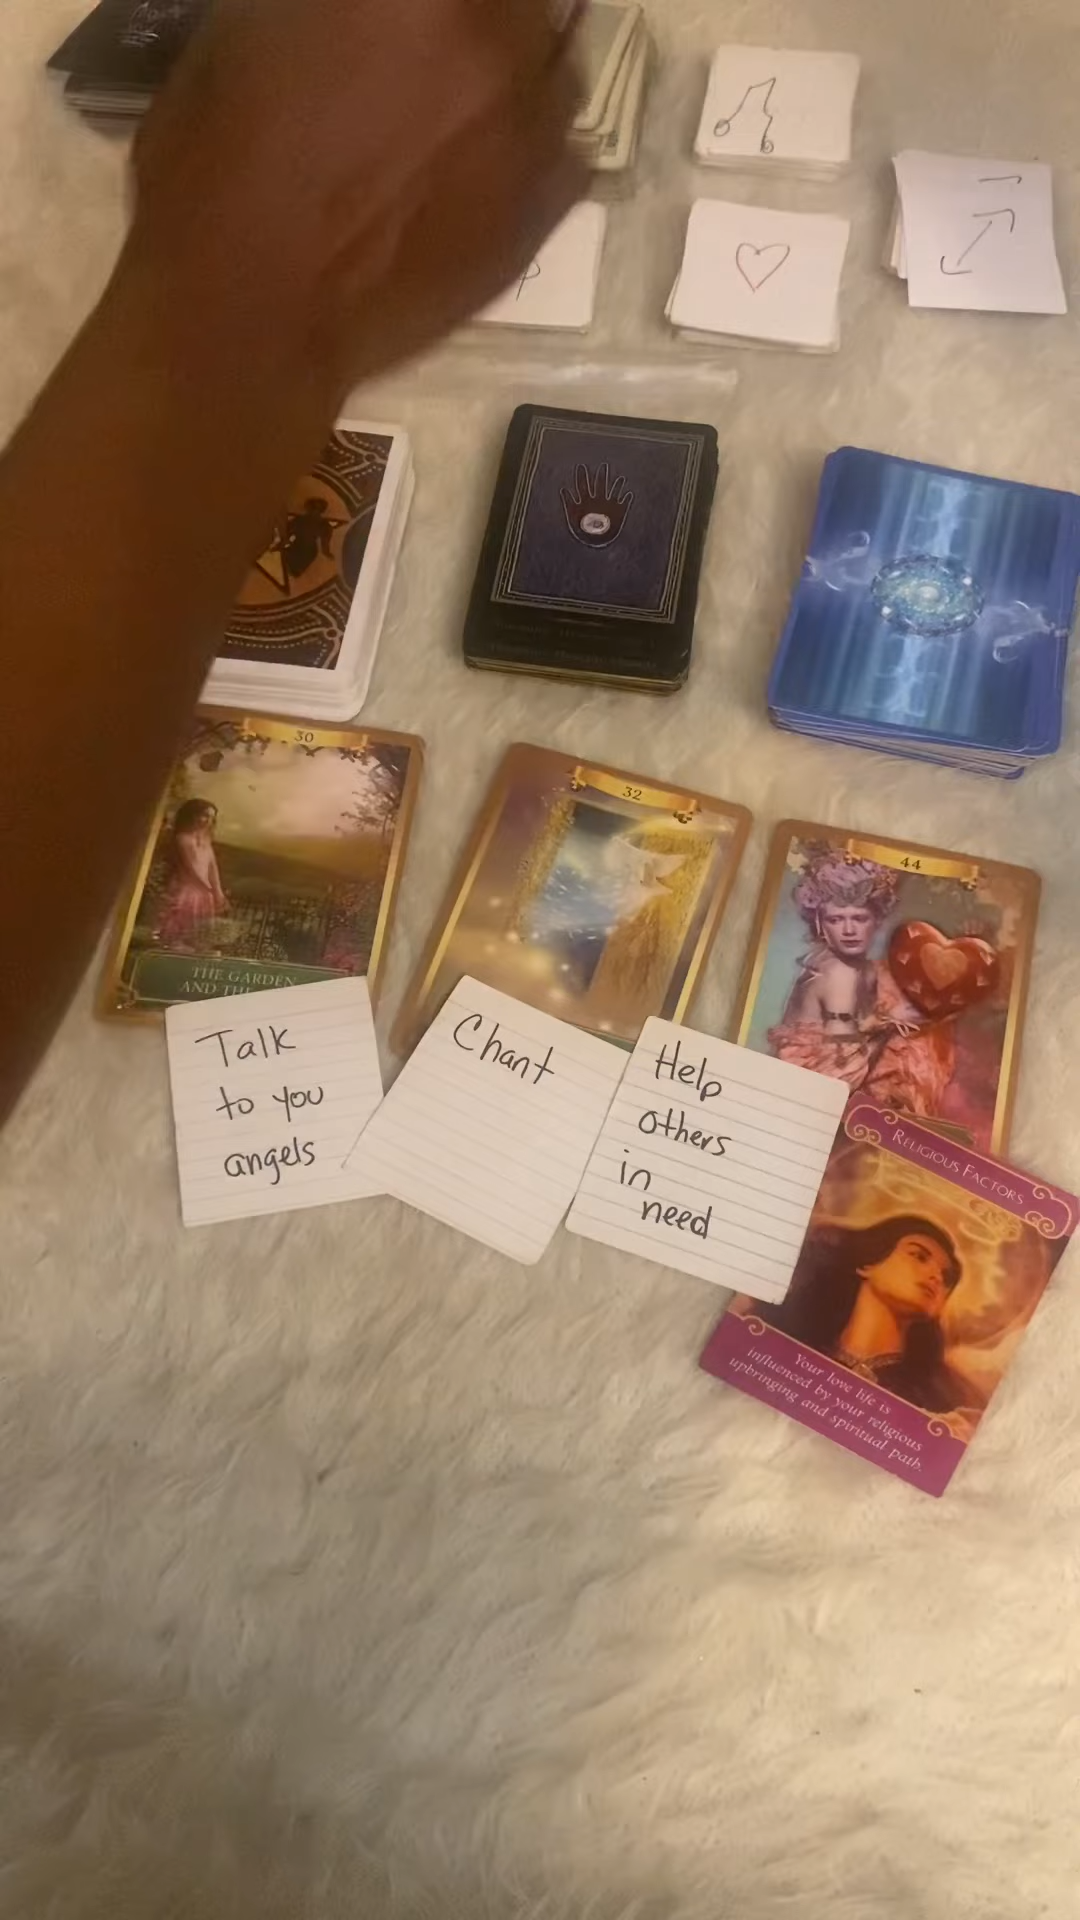 30
32
44
THE GARDEN
AND THE
Talk
to you
angels
Chant
Help
others
in
need
RELIGIOUS FACTORS
Your love life is
influenced by your religious
upbringing and spiritual path.